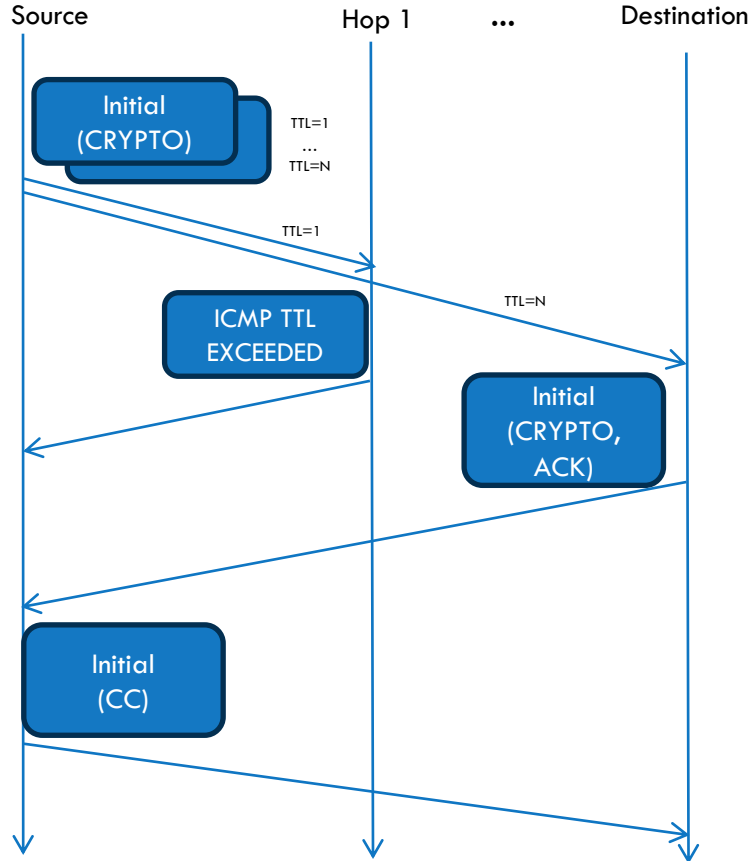 Source
Hop 1
...
Destination
Initial
(CRYPTO)
TTL=1
...
TTL=N
TTL=1
TTL=N
ICMP TTL
EXCEEDED
Initial
(CRYPTO,
ACK)
Initial
(CC)